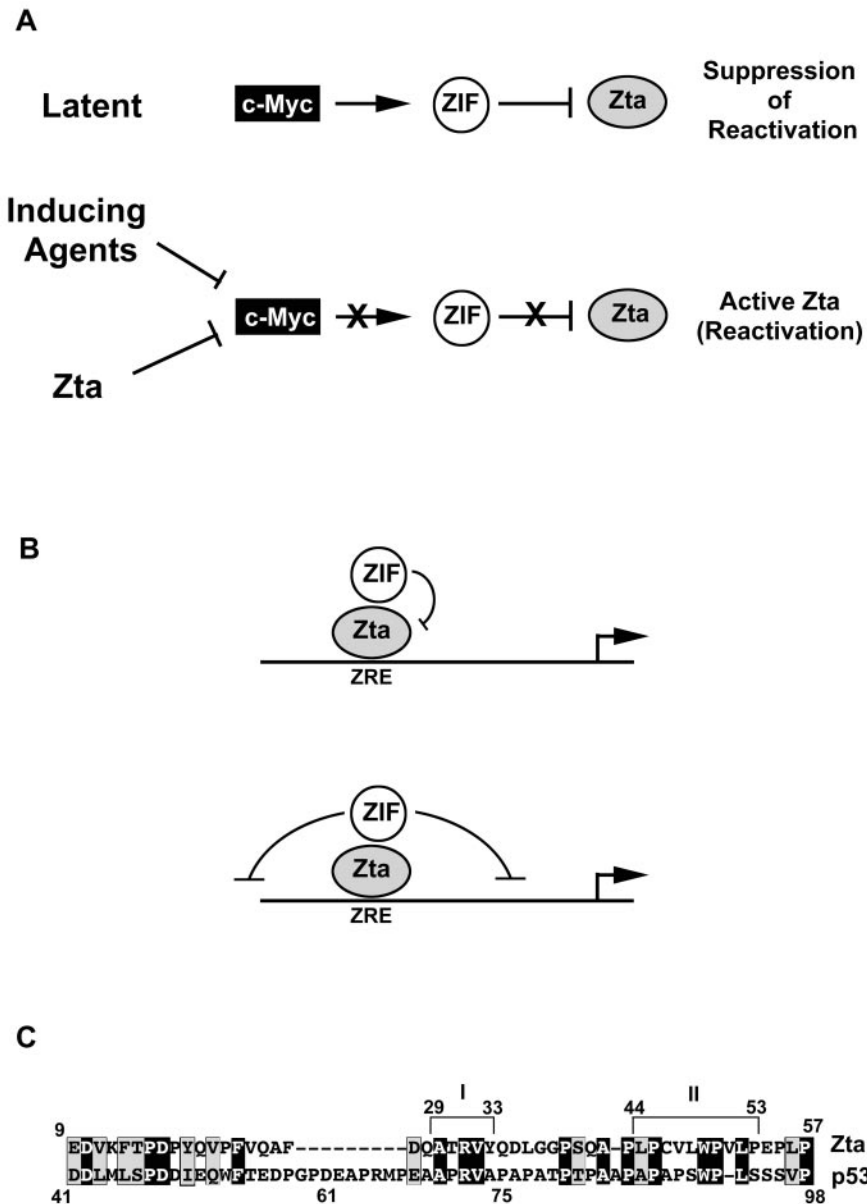 A
Latent
c-Myc
ZIF
Zta
Suppression
of
Reactivation
Inducing
Agents
c-Myc
X
ZIF
X
Zta
Active Zta
(Reactivation)
Zta
B
ZIF
Zta
ZRE
ZIF
Zta
ZRE
C
I II
9 29 33 44 53 57
EDVKFTPDPYQVPFVQAF---------DQATRVYQDLGGPSQA-PLPCVLWPVLPEPLP Zta
DDLMLSPDDIEQWFTEDPGPDEAPRMPEAAPRVAPAPATPTPAAPAPAPSWP-LSSSVP p53
41 61 75 98